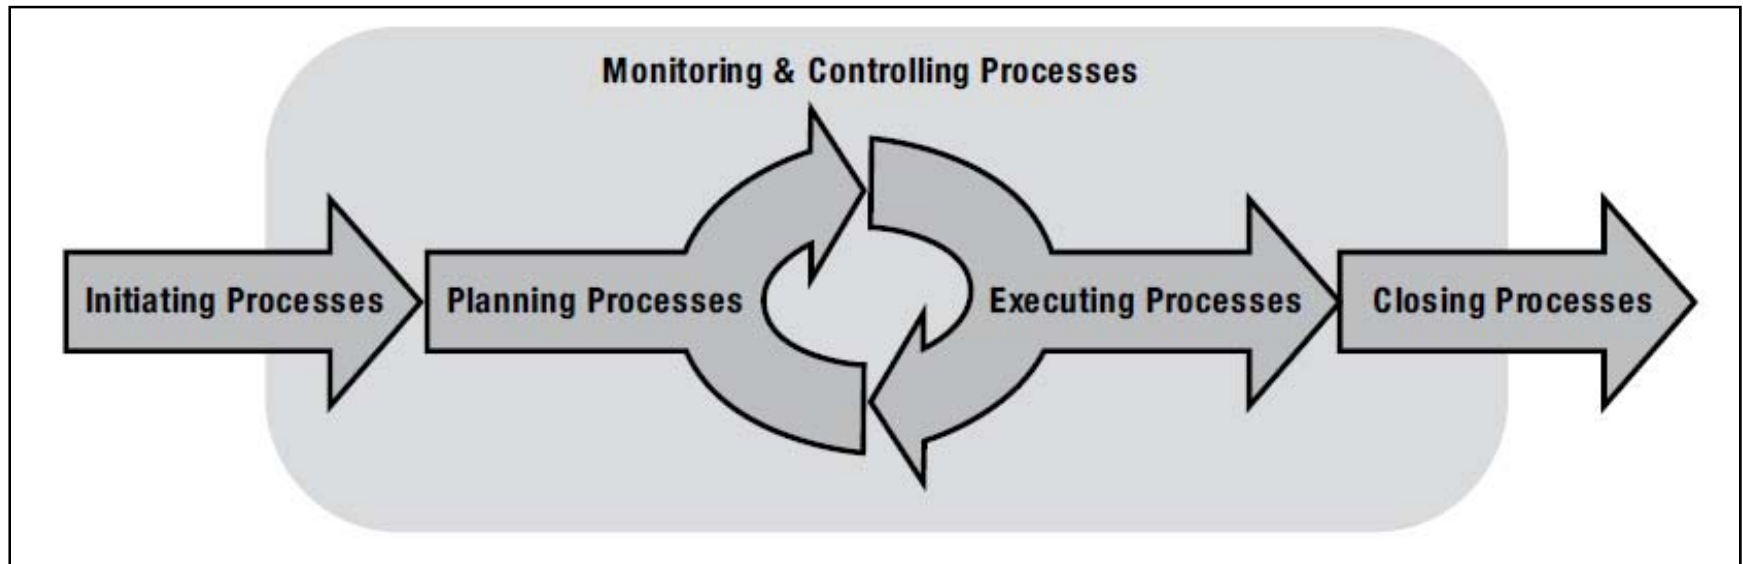 Monitoring & Controlling Processes
Initiating Processes
Planning Processes
Executing Processes
Closing Processes